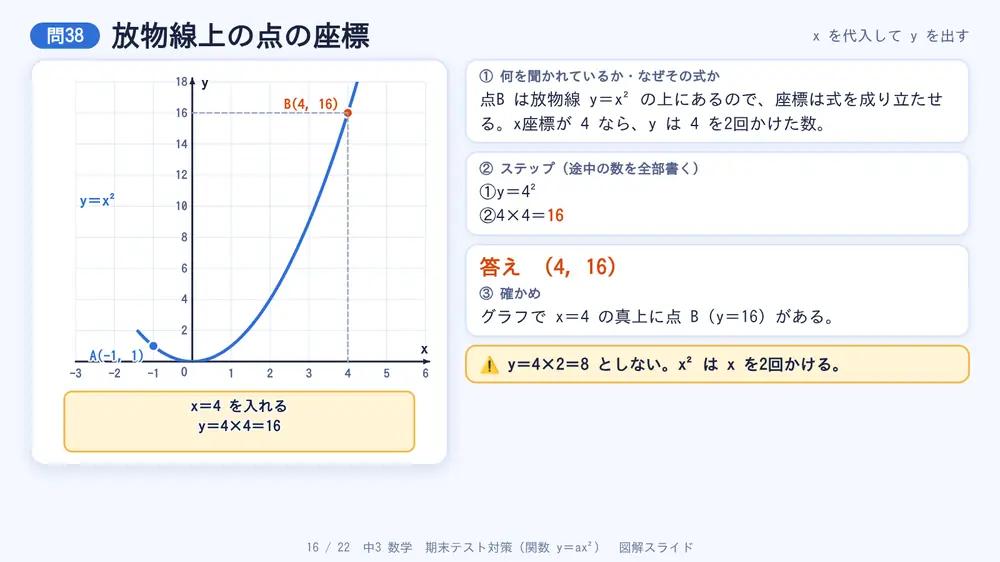 問38 放物線上の点の座標
x を代入して y を出す
y
18
16
14
12
10
8
6
4
2
B(4, 16)
y＝x²
A(-1, 1)
x
-3 -2 -1 0 1 2 3 4 5 6
x＝4 を入れる
y＝4×4＝16
① 何を聞かれているか・なぜその式か
点B は放物線 y＝x² の上にあるので、座標は式を成り立たせ
る。x座標が 4 なら、y は 4 を2回かけた数。
② ステップ（途中の数を全部書く）
①y＝4²
②4×4＝16
答え （4, 16）
③ 確かめ
グラフで x＝4 の真上に点 B（y＝16）がある。
⚠️ y＝4×2＝8 としない。x² は x を2回かける。
16 / 22 中3 数学 期末テスト対策（関数 y＝ax²） 図解スライド